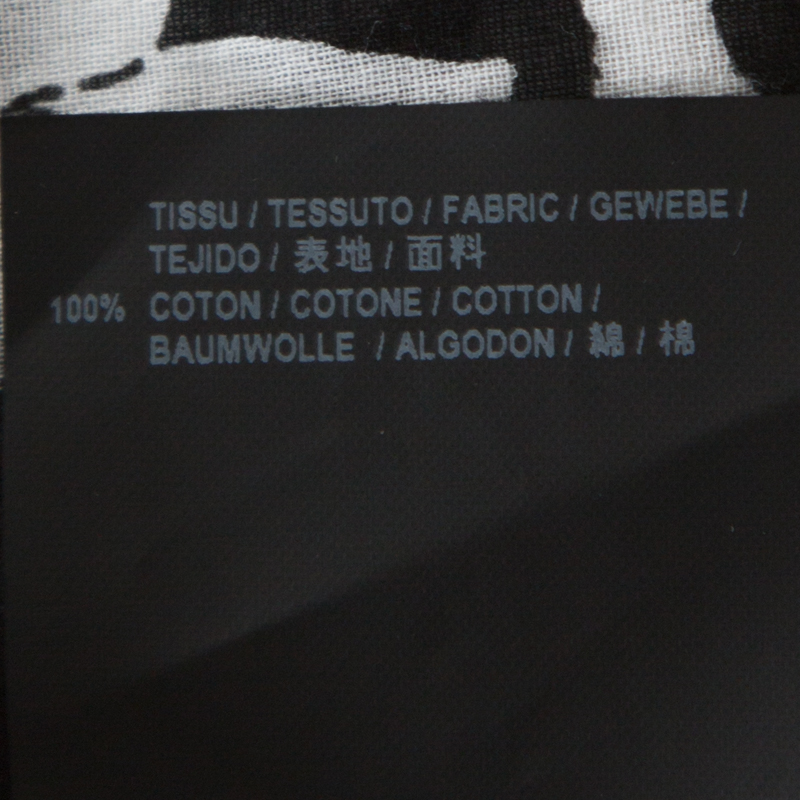 TISSU / TESSUTO / FABRIC / GEWEBE /
TEJIDO / 表地 / 面料
100% COTON / COTONE / COTTON /
BAUMWOLLE / ALGODON / 綿 / 棉